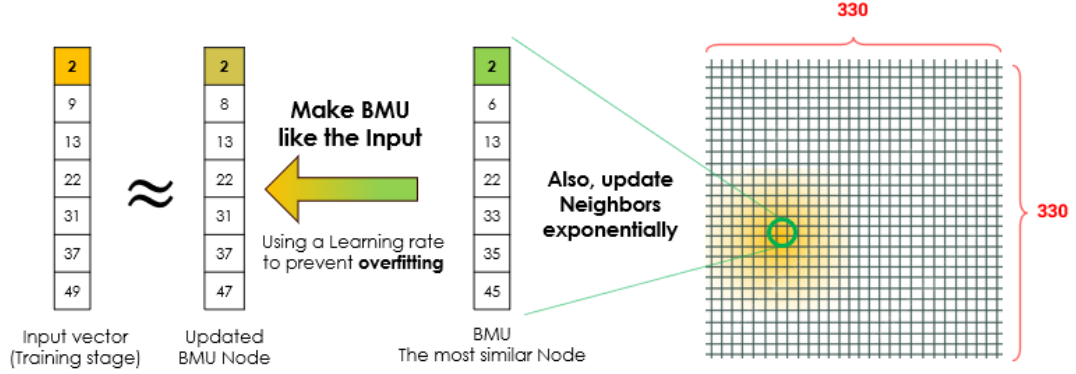 330
2
9
13
22
31
37
49
Input vector
(Training stage)
≈
2
8
13
22
31
37
47
Updated
BMU Node
Make BMU
like the Input
Using a Learning rate
to prevent overfitting
2
6
13
22
33
35
45
BMU
The most similar Node
Also, update
Neighbors
exponentially
330